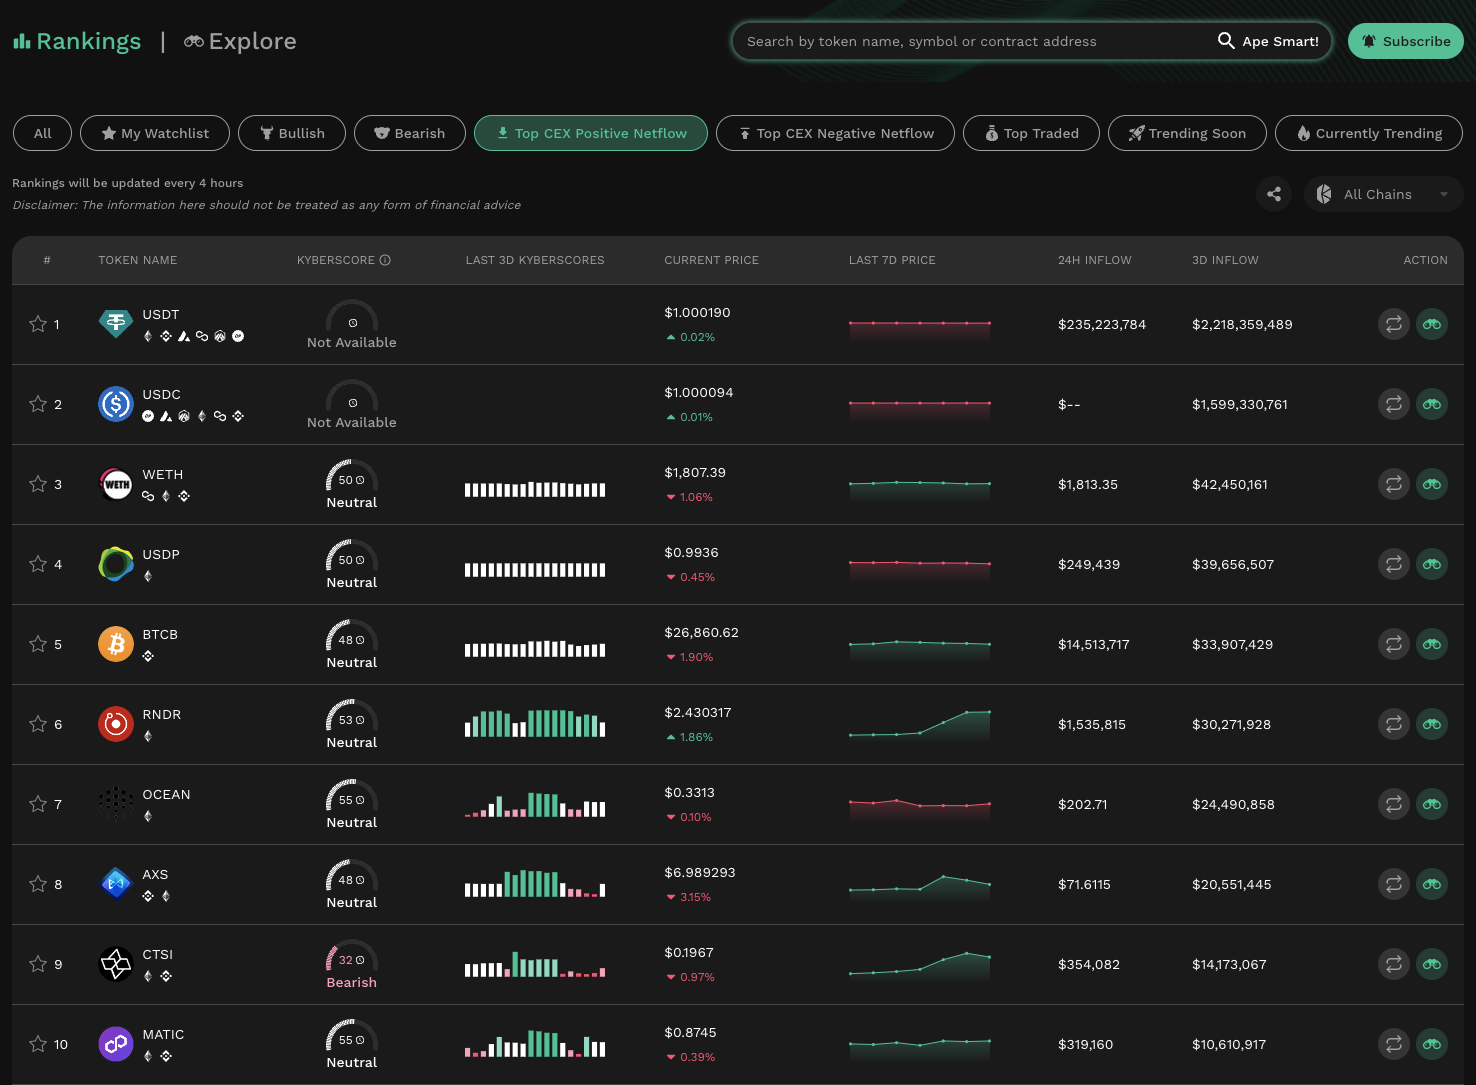 Rankings | Explore
Search by token name, symbol or contract address
Ape Smart!
Subscribe
All
My Watchlist
Bullish
Bearish
Top CEX Positive Netflow
Top CEX Negative Netflow
Top Traded
Trending Soon
Currently Trending
Rankings will be updated every 4 hours
Disclaimer: The information here should not be treated as any form of financial advice
All Chains
# TOKEN NAME KYBERSCORE LAST 3D KYBERSCORES CURRENT PRICE LAST 7D PRICE 24H INFLOW 3D INFLOW ACTION
1 USDT Not Available $1.000190 0.02% $235,223,784 $2,218,359,489
2 USDC Not Available $1.000094 0.01% $-- $1,599,330,761
3 WETH WETH 50 Neutral $1,807.39 1.06% $1,813.35 $42,450,161
4 USDP 50 Neutral $0.9936 0.45% $249,439 $39,656,507
5 BTCB 48 Neutral $26,860.62 1.90% $14,513,717 $33,907,429
6 RNDR 53 Neutral $2.430317 1.86% $1,535,815 $30,271,928
7 OCEAN 55 Neutral $0.3313 0.10% $202.71 $24,490,858
8 AXS 48 Neutral $6.989293 3.15% $71.6115 $20,551,445
9 CTSI 32 Bearish $0.1967 0.97% $354,082 $14,173,067
10 MATIC 55 Neutral $0.8745 0.39% $319,160 $10,610,917